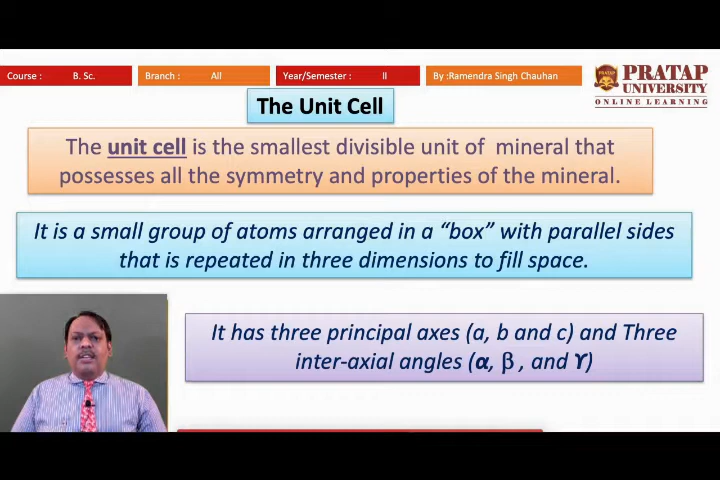 Course : B. Sc. Branch : All Year/Semester : II By :Ramendra Singh Chauhan
PRATAP
UNIVERSITY
ONLINE LEARNING
The Unit Cell
The unit cell is the smallest divisible unit of mineral that
possesses all the symmetry and properties of the mineral.
It is a small group of atoms arranged in a “box” with parallel sides
that is repeated in three dimensions to fill space.
It has three principal axes (a, b and c) and Three
inter-axial angles (α, β , and ϒ)